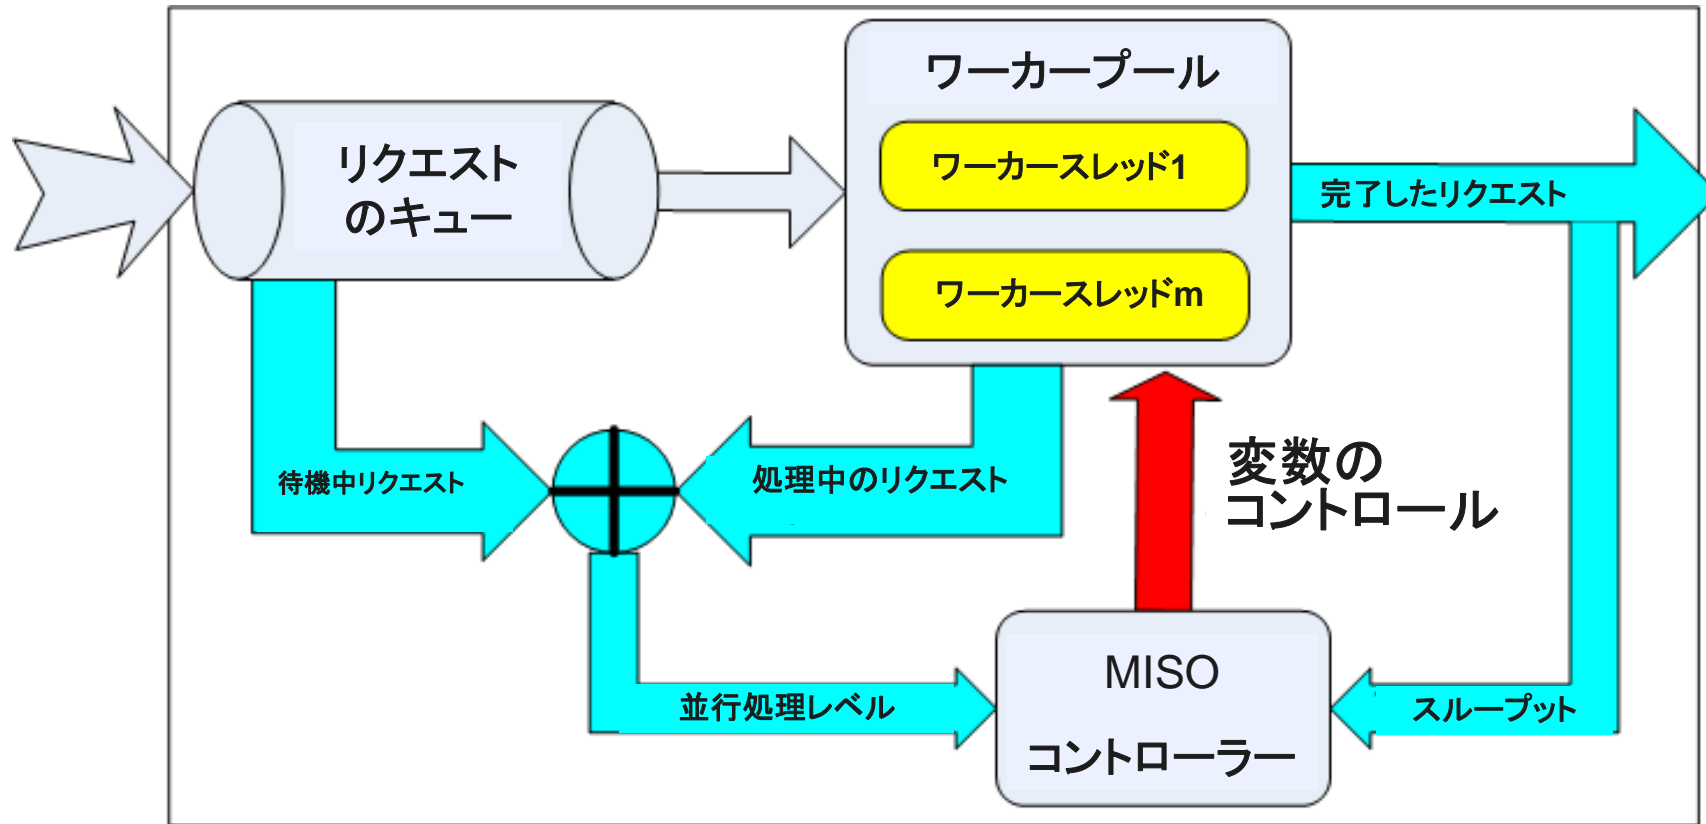 ワーカープール
リクエスト
のキュー
ワーカースレッド1
完了したリクエスト
ワーカースレッドm
待機中リクエスト
処理中のリクエスト
変数の
コントロール
MISO
コントローラー
並行処理レベル
スループット